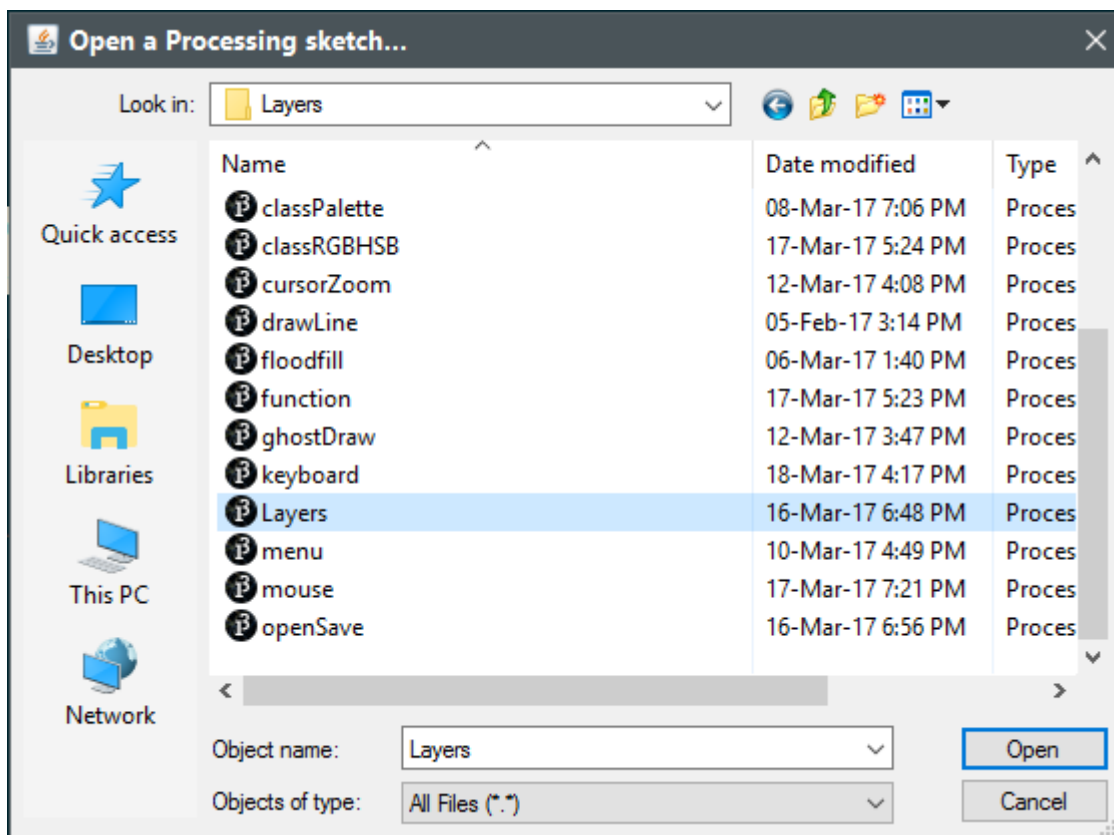 Open a Processing sketch...
Look in: Layers
Quick access
Desktop
Libraries
This PC
Network
Name Date modified Type
classPalette 08-Mar-17 7:06 PM Proces
classRGBHSB 17-Mar-17 5:24 PM Proces
cursorZoom 12-Mar-17 4:08 PM Proces
drawLine 05-Feb-17 3:14 PM Proces
floodfill 06-Mar-17 1:40 PM Proces
function 17-Mar-17 5:23 PM Proces
ghostDraw 12-Mar-17 3:47 PM Proces
keyboard 18-Mar-17 4:17 PM Proces
Layers 16-Mar-17 6:48 PM Proces
menu 10-Mar-17 4:49 PM Proces
mouse 17-Mar-17 7:21 PM Proces
openSave 16-Mar-17 6:56 PM Proces
Object name: Layers Open
Objects of type: All Files (*.*) Cancel